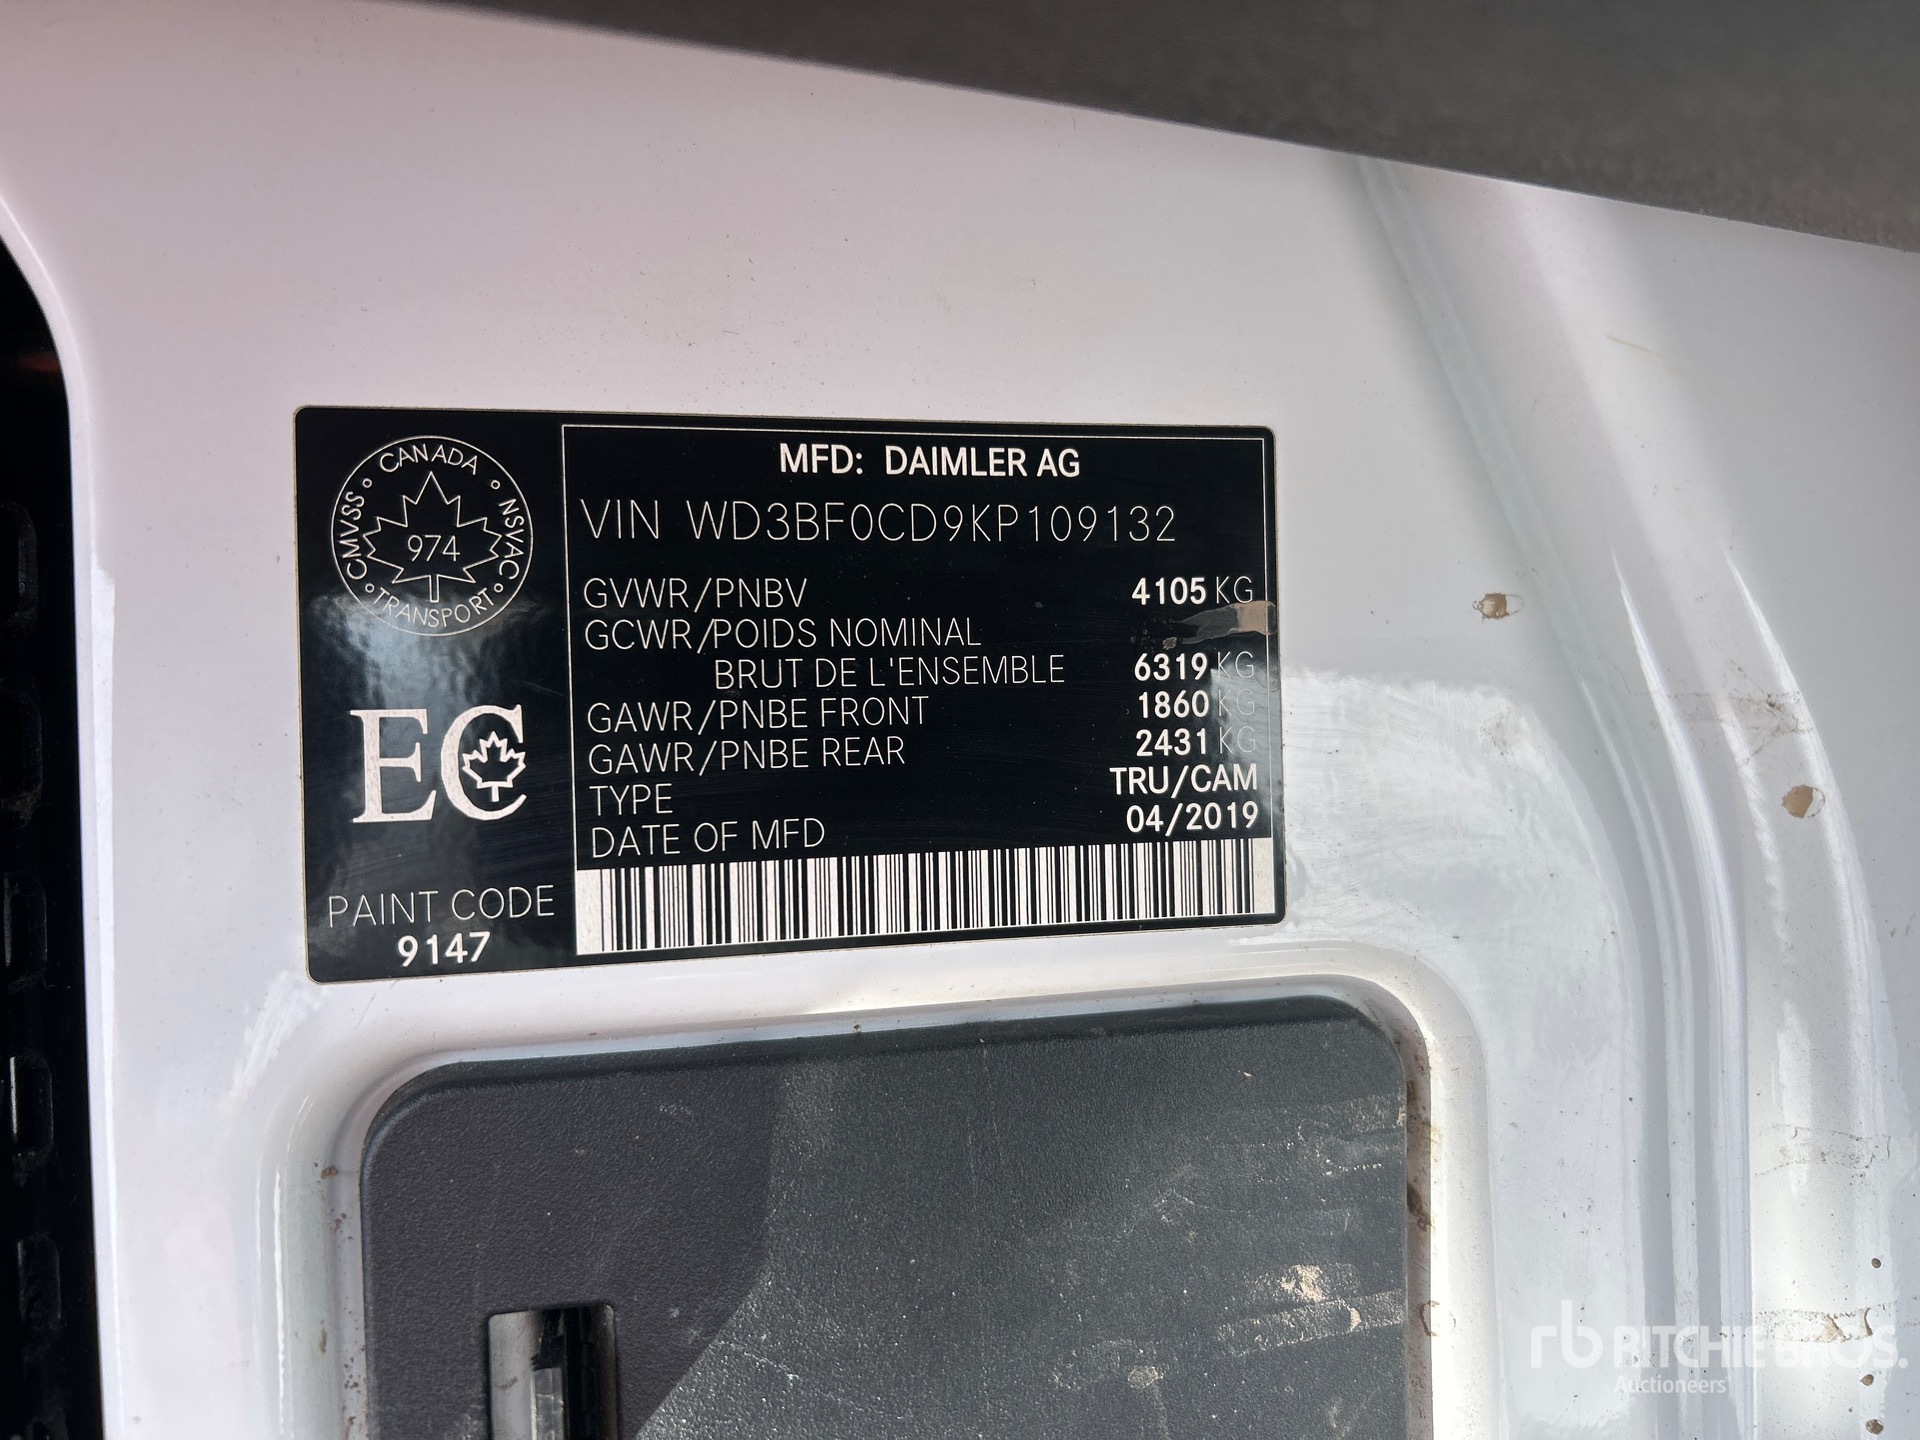 CANADA
CMVSS
NSVAC
974
TRANSPORT
EC
PAINT CODE
9147
MFD: DAIMLER AG
VIN WD3BF0CD9KP109132
GVWR/PNBV 4105 KG
GCWR/POIDS NOMINAL
BRUT DE L'ENSEMBLE 6319 KG
GAWR/PNBE FRONT 1860 KG
GAWR/PNBE REAR 2431 KG
TYPE TRU/CAM
DATE OF MFD 04/2019
rb RITCHIE BROS.
Auctioneers